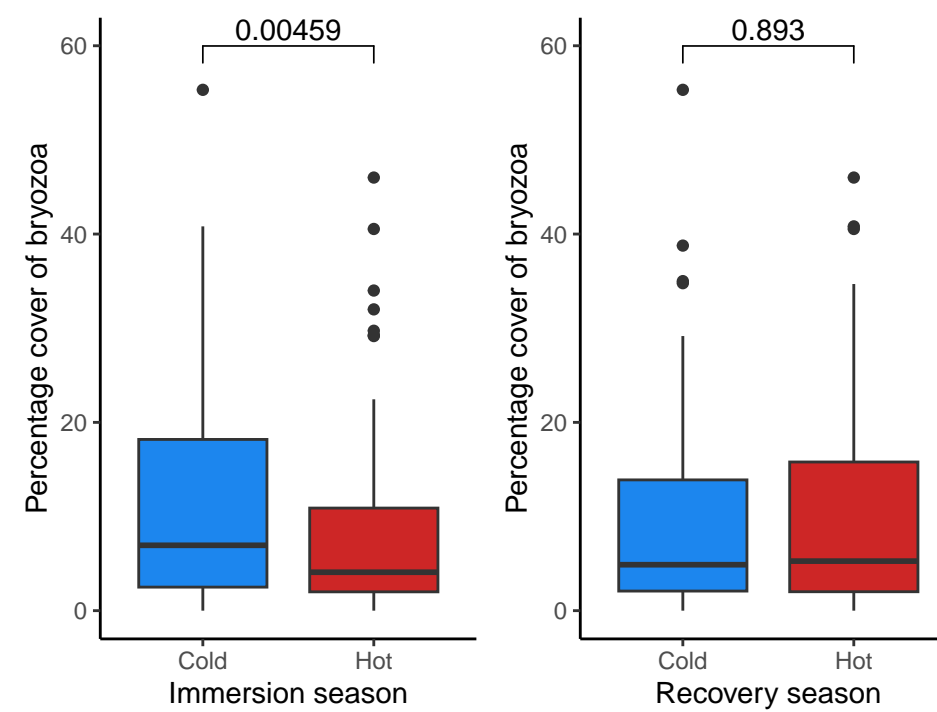 0.00459
60
40
20
0
Percentage cover of bryozoa
Cold Hot
Immersion season
0.893
60
40
20
0
Percentage cover of bryozoa
Cold Hot
Recovery season